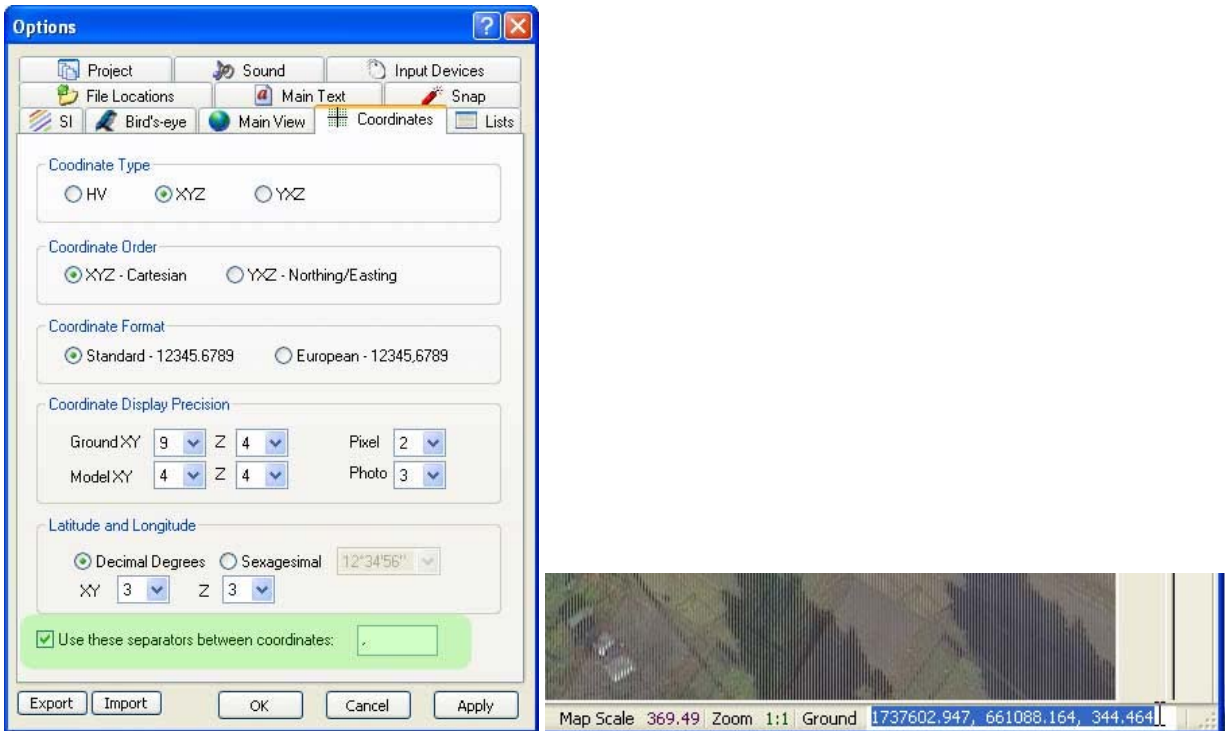 Options
Project Sound Input Devices
File Locations Main Text Snap
SI Bird's-eye Main View Coordinates Lists
Coodinate Type
HV XYZ YXZ
Coordinate Order
XYZ - Cartesian YXZ - Northing/Easting
Coordinate Format
Standard - 12345.6789 European - 12345,6789
Coordinate Display Precision
Ground XY 9 Z 4 Pixel 2
Model XY 4 Z 4 Photo 3
Latitude and Longitude
Decimal Degrees Sexagesimal 12°34'56"
XY 3 Z 3
Use these separators between coordinates: ,
Export Import OK Cancel Apply
Map Scale 369.49 Zoom 1:1 Ground 1737602.947, 661088.164, 344.464